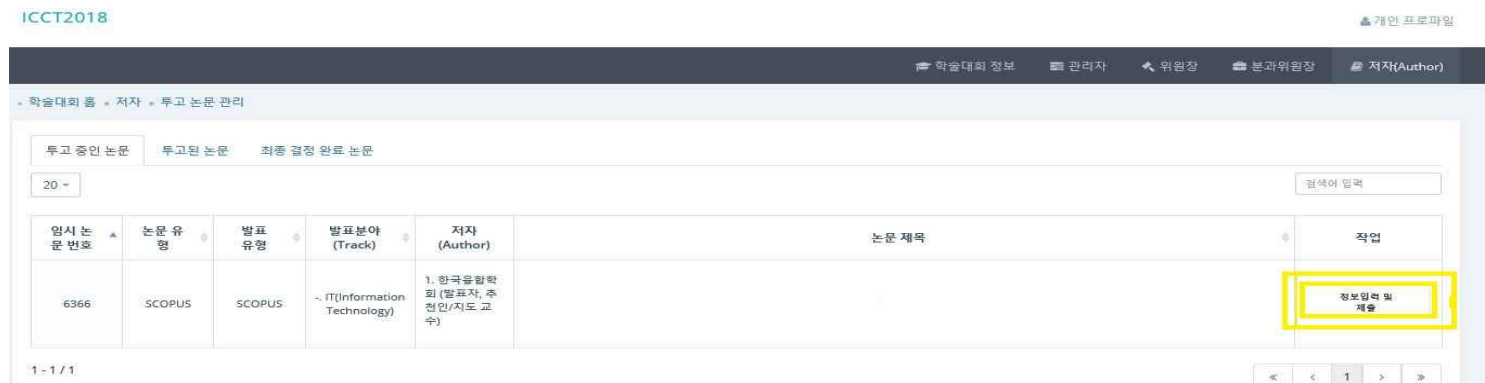 ICCT2018
개인 프로파일
학술대회 정보 관리자 위원장 분과위원장 저자(Author)
» 학술대회 홈 » 저자 » 투고 논문 관리
투고 중인 논문 투고된 논문 최종 결정 완료 논문
20
검색어 입력
임시 논
문 번호
논문 유
형
발표
유형
발표분야
(Track)
저자
(Author)
논문 제목
작업
6366
SCOPUS
SCOPUS
-. IT(Information
Technology)
1. 한국융합학
회 (발표자, 추
천인/지도 교
수)
정보입력 및
제출
1 - 1 / 1
« ‹ 1 › »